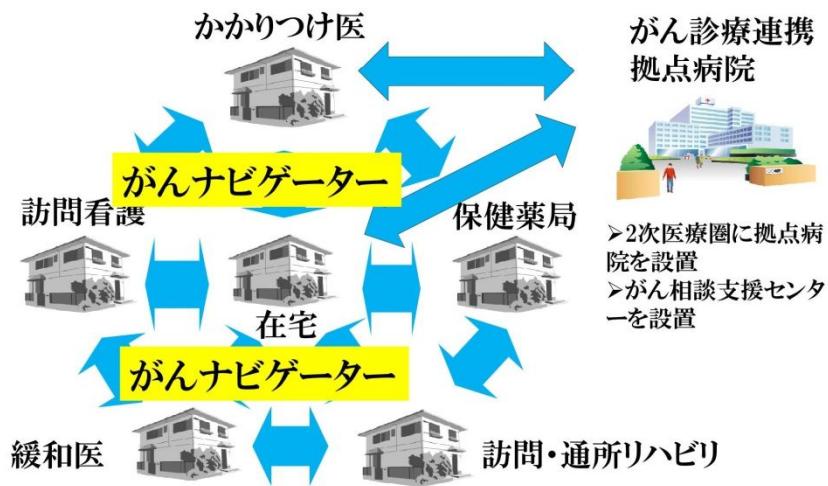 かかりつけ医
がん診療連携
拠点病院
がんナビゲーター
訪問看護
保健薬局
➢2次医療圏に拠点病
院を設置
➢がん相談支援センタ
ーを設置
在宅
がんナビゲーター
緩和医
訪問・通所リハビリ